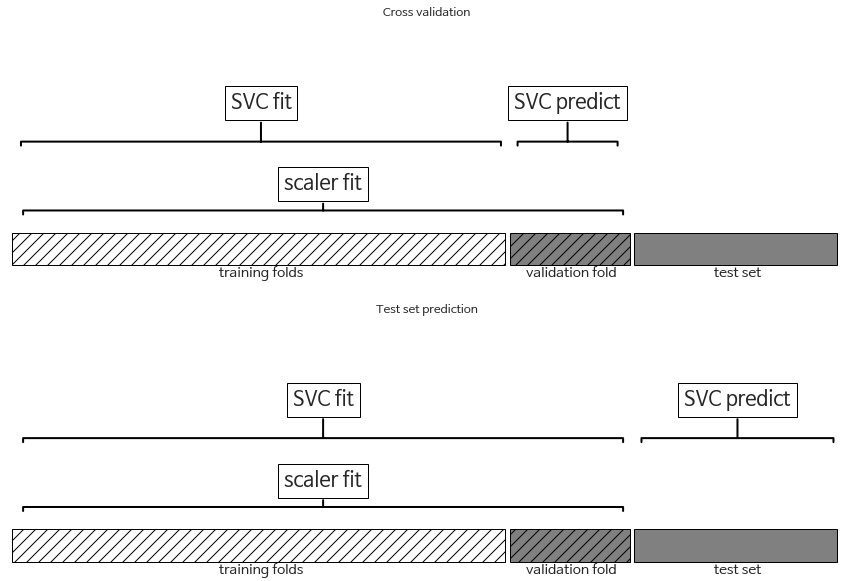 Cross validation
SVC fit
SVC predict
scaler fit
training folds
validation fold
test set
Test set prediction
SVC fit
SVC predict
scaler fit
training folds
validation fold
test set